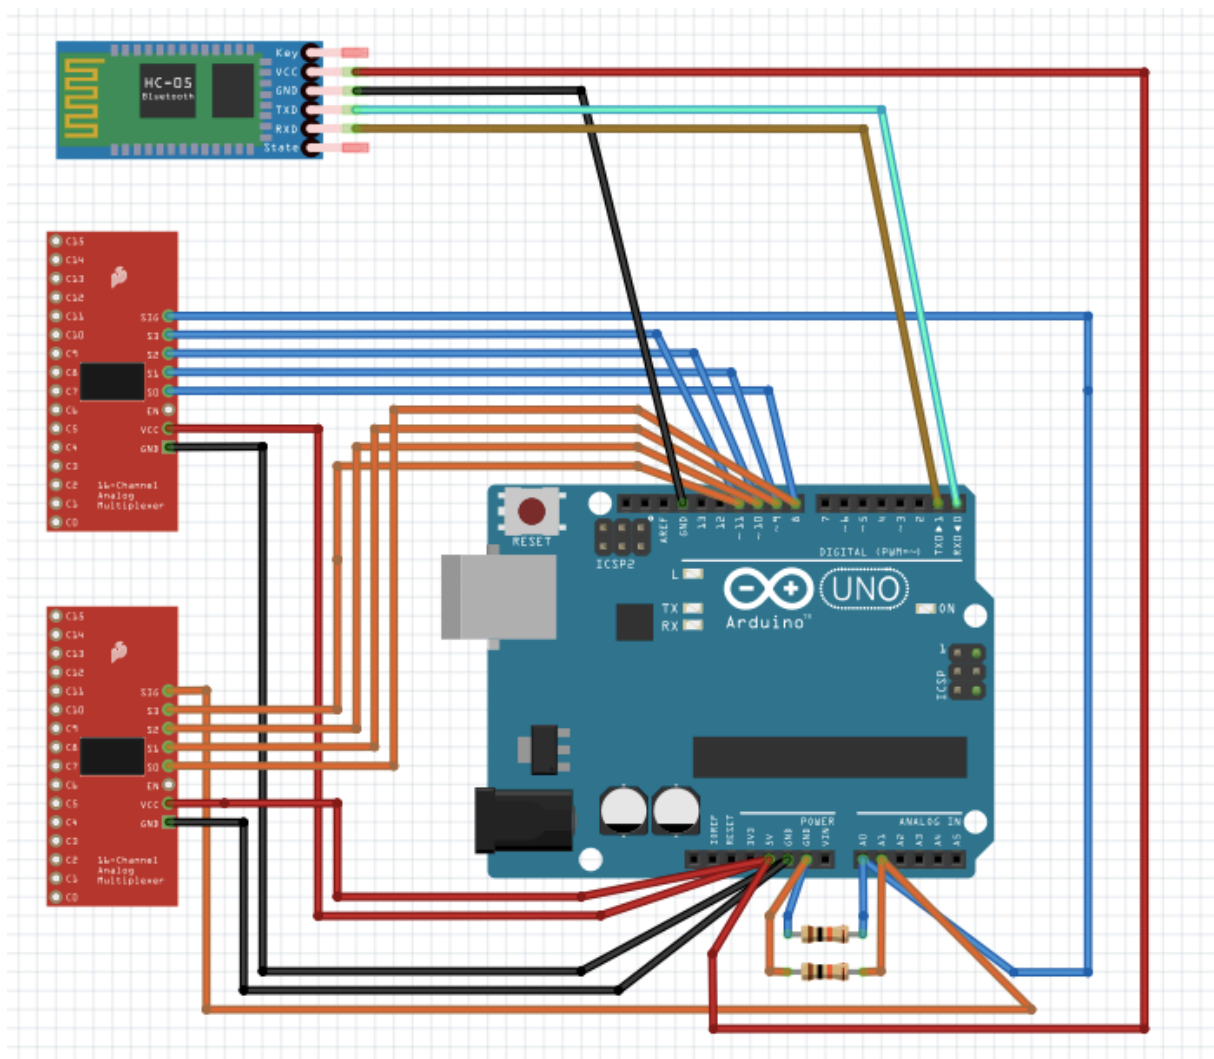 Key
VCC
GND
TXD
RXD
State
HC-05
Bluetooth
C15
C14
C13
C12
C11
C10
C9
C8
C7
C6
C5
C4
C3
C2
C1
C0
SIG
S3
S2
S1
S0
EN
VCC
GND
16-Channel
Analog
Multiplexer
C15
C14
C13
C12
C11
C10
C9
C8
C7
C6
C5
C4
C3
C2
C1
C0
SIG
S3
S2
S1
S0
EN
VCC
GND
16-Channel
Analog
Multiplexer
RESET
ICSP2
AREF
GND
13
12
~11
~10
~9
8
7
~6
~5
4
~3
2
TXD▶1
RXD◀0
DIGITAL (PWM=~)
L
TX
RX
UNO
Arduino™
ON
1
ICSP
IOREF
RESET
3V3
5V
GND
GND
VIN
POWER
ANALOG IN
A0
A1
A2
A3
A4
A5